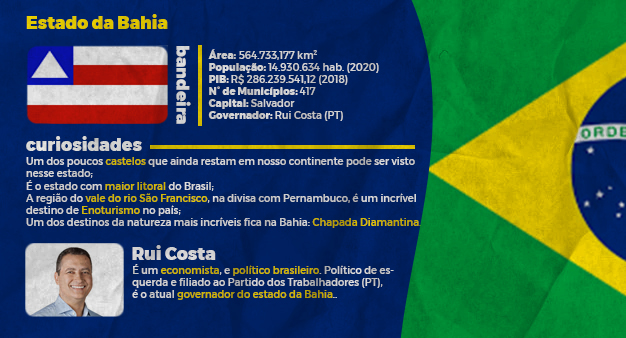 Estado da Bahia
bandeira
Área: 564.733,177 km²
População: 14.930.634 hab. (2020)
PIB: R$ 286.239.541,12 (2018)
N° de Municípios: 417
Capital: Salvador
Governador: Rui Costa (PT)
curiosidades
Um dos poucos castelos que ainda restam em nosso continente pode ser visto
nesse estado;
É o estado com maior litoral do Brasil;
A região do vale do rio São Francisco, na divisa com Pernambuco, é um incrível
destino de Enoturismo no país;
Um dos destinos da natureza mais incríveis fica na Bahia: Chapada Diamantina.
Rui Costa
É um economista, e político brasileiro. Político de es-
querda e filiado ao Partido dos Trabalhadores (PT),
é o atual governador do estado da Bahia..
ORDE